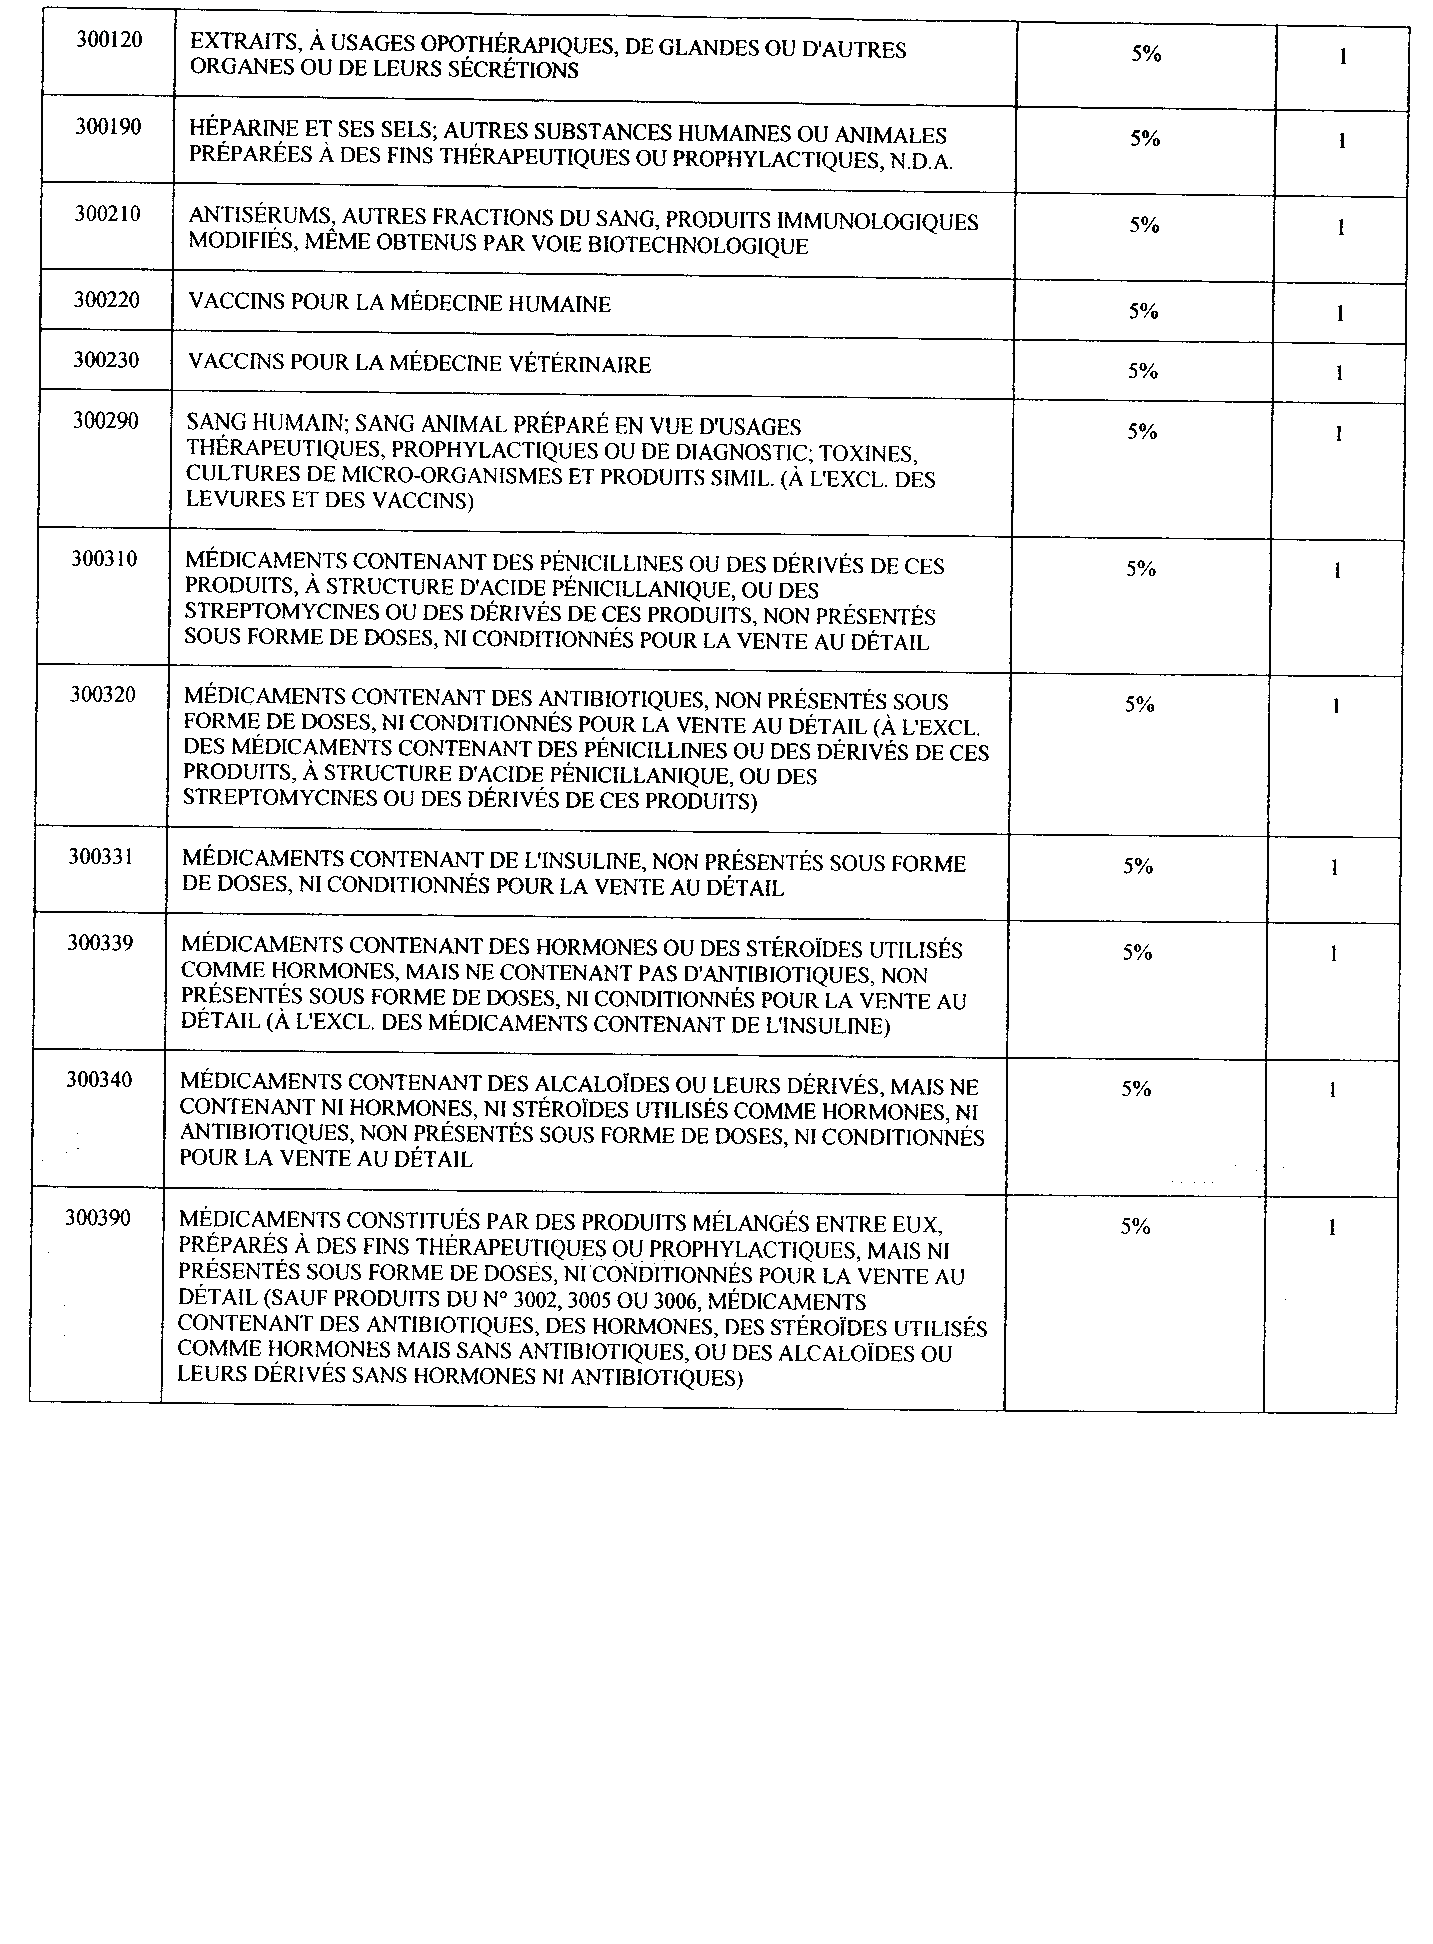 300120 EXTRAITS, À USAGES OPOTHÉRAPIQUES, DE GLANDES OU D'AUTRES 5% 1
ORGANES OU DE LEURS SÉCRÉTIONS
300190 HÉPARINE ET SES SELS; AUTRES SUBSTANCES HUMAINES OU ANIMALES 5% 1
PRÉPARÉES À DES FINS THÉRAPEUTIQUES OU PROPHYLACTIQUES, N.D.A.
300210 ANTISÉRUMS, AUTRES FRACTIONS DU SANG, PRODUITS IMMUNOLOGIQUES 5% 1
MODIFIÉS, MÊME OBTENUS PAR VOIE BIOTECHNOLOGIQUE
300220 VACCINS POUR LA MÉDECINE HUMAINE 5% 1
300230 VACCINS POUR LA MÉDECINE VÉTÉRINAIRE 5% 1
300290 SANG HUMAIN; SANG ANIMAL PRÉPARÉ EN VUE D'USAGES 5% 1
THÉRAPEUTIQUES, PROPHYLACTIQUES OU DE DIAGNOSTIC; TOXINES,
CULTURES DE MICRO-ORGANISMES ET PRODUITS SIMIL. (À L'EXCL. DES
LEVURES ET DES VACCINS)
300310 MÉDICAMENTS CONTENANT DES PÉNICILLINES OU DES DÉRIVÉS DE CES 5% 1
PRODUITS, À STRUCTURE D'ACIDE PÉNICILLANIQUE, OU DES
STREPTOMYCINES OU DES DÉRIVÉS DE CES PRODUITS, NON PRÉSENTÉS
SOUS FORME DE DOSES, NI CONDITIONNÉS POUR LA VENTE AU DÉTAIL
300320 MÉDICAMENTS CONTENANT DES ANTIBIOTIQUES, NON PRÉSENTÉS SOUS 5% 1
FORME DE DOSES, NI CONDITIONNÉS POUR LA VENTE AU DÉTAIL (À L'EXCL.
DES MÉDICAMENTS CONTENANT DES PÉNICILLINES OU DES DÉRIVÉS DE CES
PRODUITS, À STRUCTURE D'ACIDE PÉNICILLANIQUE, OU DES
STREPTOMYCINES OU DES DÉRIVÉS DE CES PRODUITS)
300331 MÉDICAMENTS CONTENANT DE L'INSULINE, NON PRÉSENTÉS SOUS FORME 5% 1
DE DOSES, NI CONDITIONNÉS POUR LA VENTE AU DÉTAIL
300339 MÉDICAMENTS CONTENANT DES HORMONES OU DES STÉROÏDES UTILISÉS 5% 1
COMME HORMONES, MAIS NE CONTENANT PAS D'ANTIBIOTIQUES, NON
PRÉSENTÉS SOUS FORME DE DOSES, NI CONDITIONNÉS POUR LA VENTE AU
DÉTAIL (À L'EXCL. DES MÉDICAMENTS CONTENANT DE L'INSULINE)
300340 MÉDICAMENTS CONTENANT DES ALCALOÏDES OU LEURS DÉRIVÉS, MAIS NE 5% 1
CONTENANT NI HORMONES, NI STÉROÏDES UTILISÉS COMME HORMONES, NI
ANTIBIOTIQUES, NON PRÉSENTÉS SOUS FORME DE DOSES, NI CONDITIONNÉS
POUR LA VENTE AU DÉTAIL
300390 MÉDICAMENTS CONSTITUÉS PAR DES PRODUITS MÉLANGÉS ENTRE EUX, 5% 1
PRÉPARÉS À DES FINS THÉRAPEUTIQUES OU PROPHYLACTIQUES, MAIS NI
PRÉSENTÉS SOUS FORME DE DOSES, NI CONDITIONNÉS POUR LA VENTE AU
DÉTAIL (SAUF PRODUITS DU N° 3002, 3005 OU 3006, MÉDICAMENTS
CONTENANT DES ANTIBIOTIQUES, DES HORMONES, DES STÉROÏDES UTILISÉS
COMME HORMONES MAIS SANS ANTIBIOTIQUES, OU DES ALCALOÏDES OU
LEURS DÉRIVÉS SANS HORMONES NI ANTIBIOTIQUES)